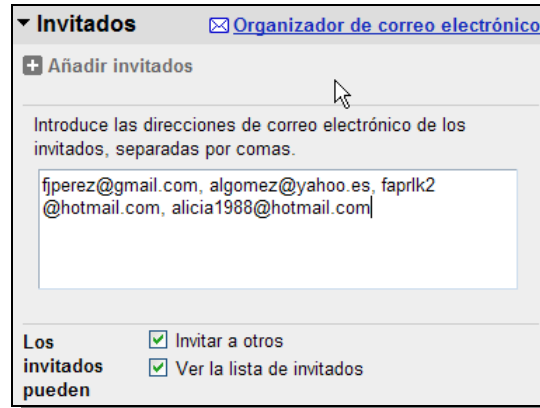 Invitados
Organizador de correo electrónico
Añadir invitados
Introduce las direcciones de correo electrónico de los
invitados, separadas por comas.
fjperez@gmail.com, algomez@yahoo.es, faprlk2
@hotmail.com, alicia1988@hotmail.com
Los invitados pueden
Invitar a otros
Ver la lista de invitados